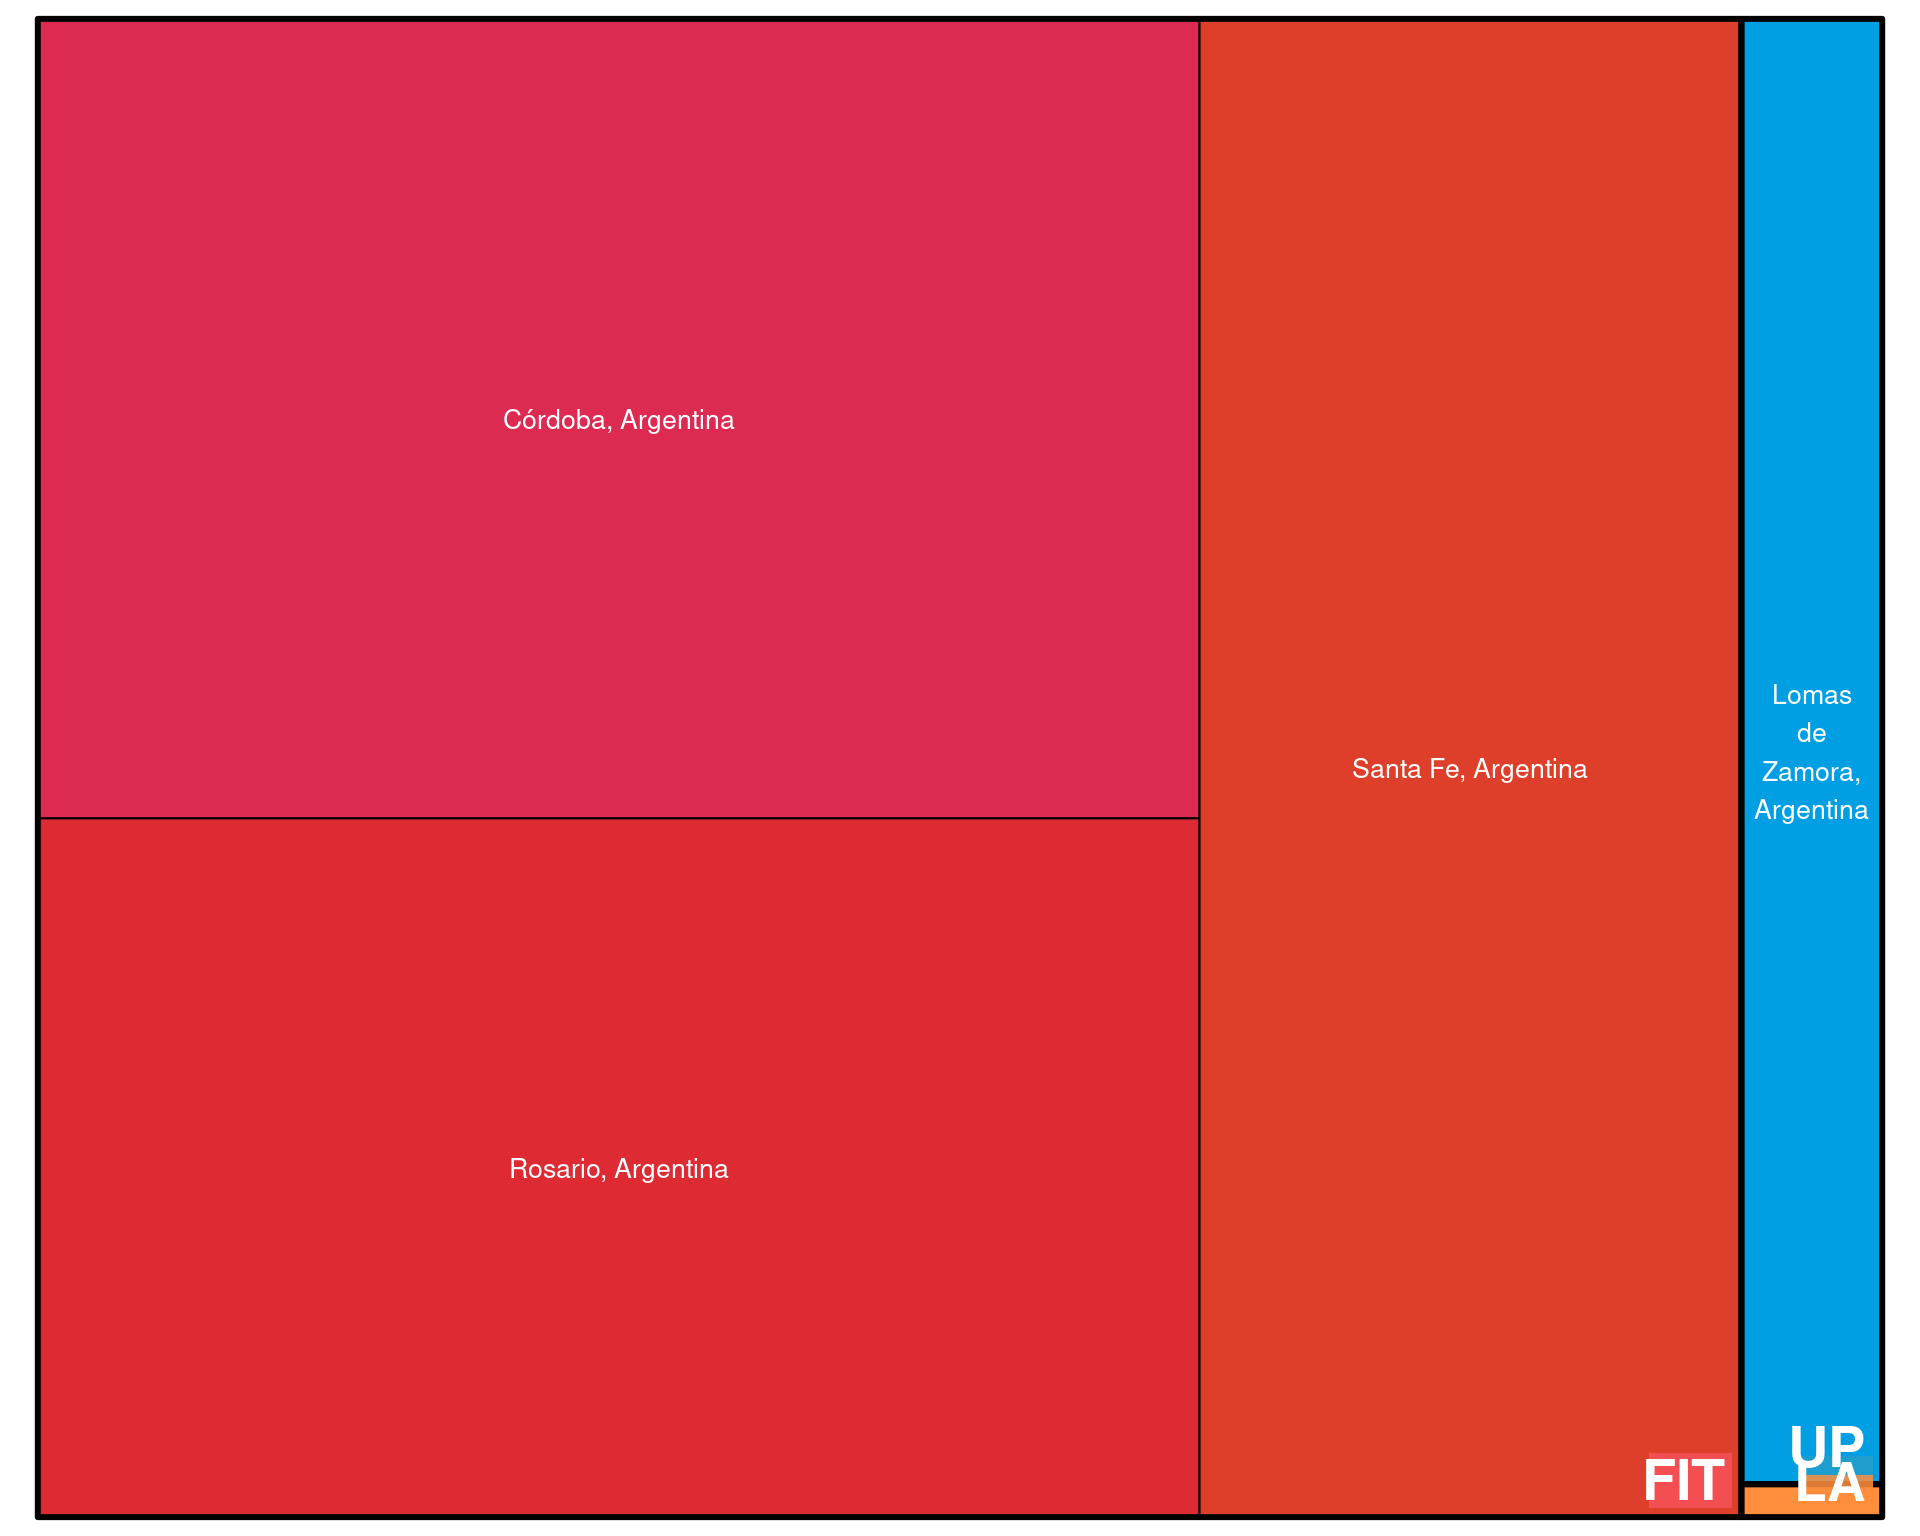 Córdoba, Argentina
Rosario, Argentina
Santa Fe, Argentina
FIT
Lomas
de
Zamora,
Argentina
UP
LA